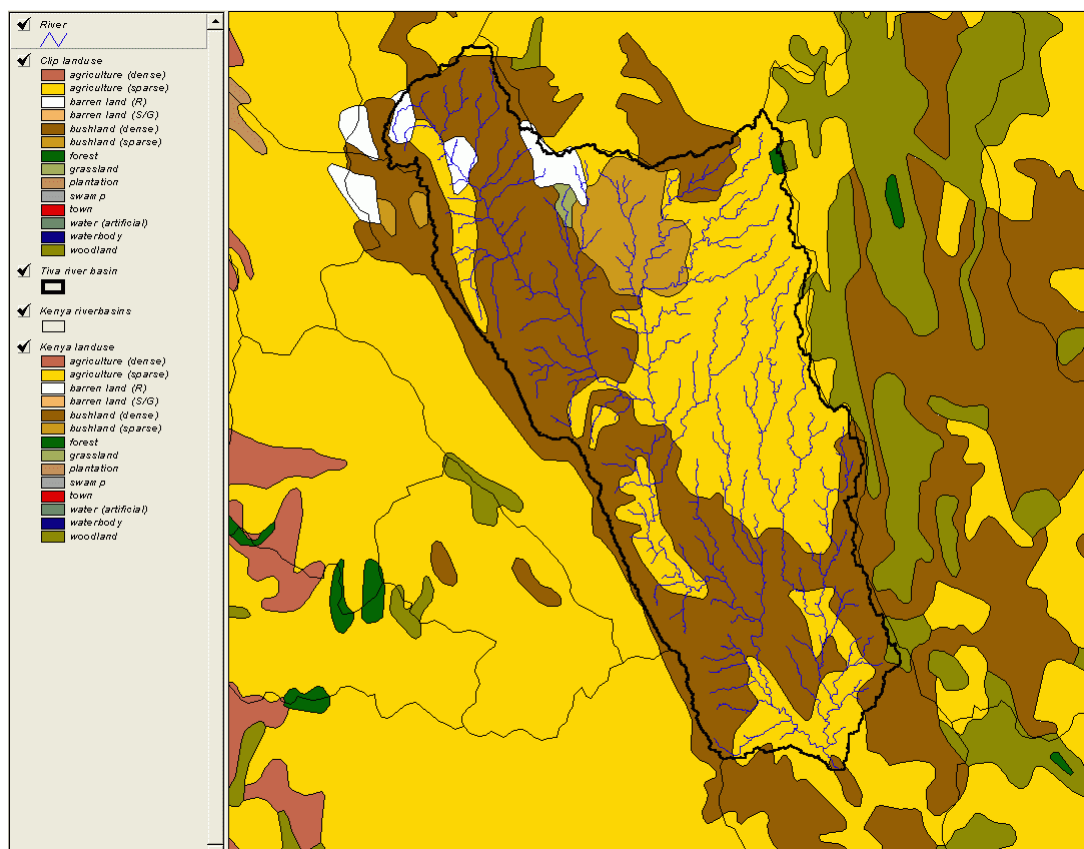 River
Clip landuse
agriculture (dense)
agriculture (sparse)
barren land (R)
barren land (S/G)
bushland (dense)
bushland (sparse)
forest
grassland
plantation
swamp
town
water (artificial)
waterbody
woodland
Tiva river basin
Kenya riverbasins
Kenya landuse
agriculture (dense)
agriculture (sparse)
barren land (R)
barren land (S/G)
bushland (dense)
bushland (sparse)
forest
grassland
plantation
swamp
town
water (artificial)
waterbody
woodland